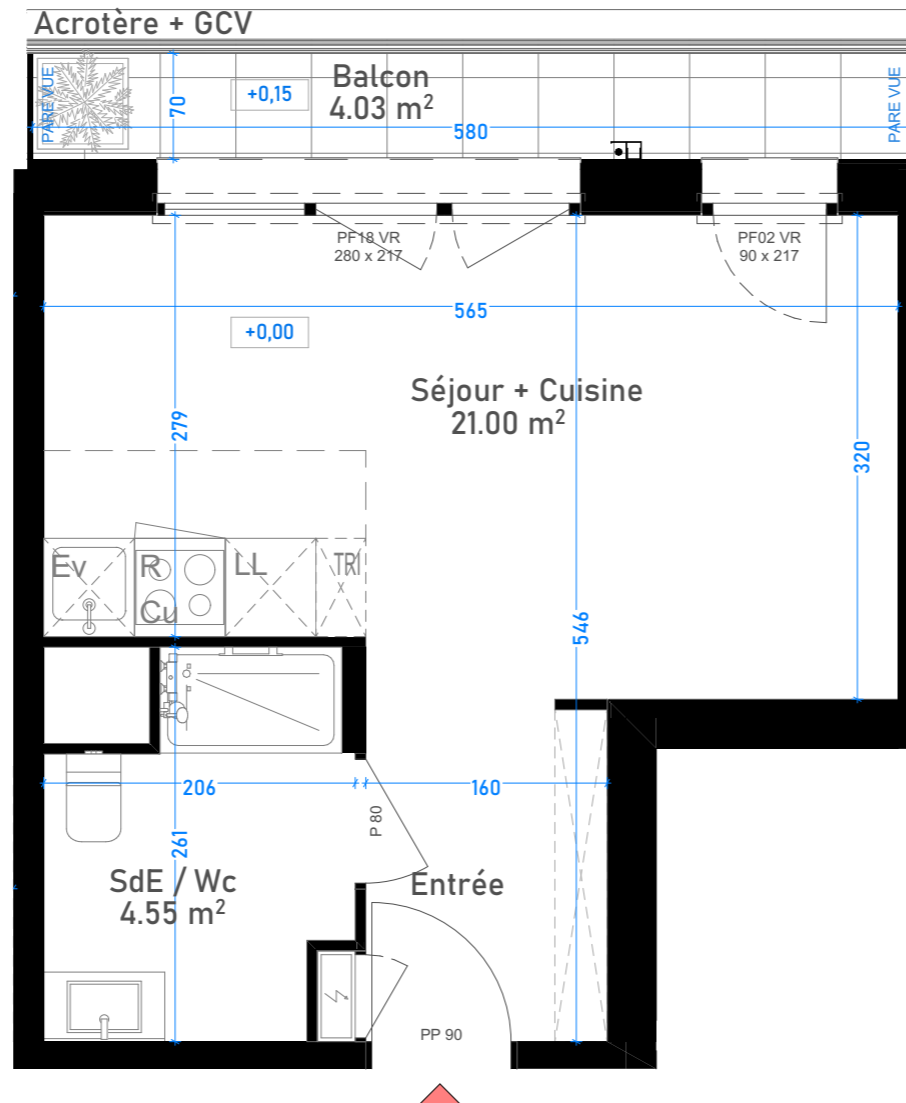 Acrotère + GCV
PARE VUE
70
+0,15
Balcon
4.03 m²
580
PARE VUE
PF18 VR
280 x 217
PF02 VR
90 x 217
565
+0,00
Séjour + Cuisine
21.00 m²
279
320
Ev
R
LL
TRI
Cu
546
206
160
P 80
261
SdE / Wc
4.55 m²
Entrée
PP 90